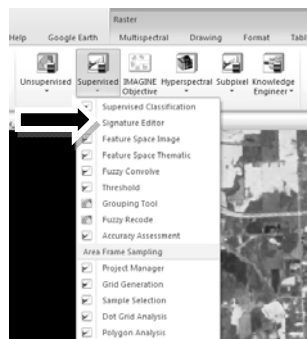 Raster
Help Google Earth Multispectral Drawing Format Tabl
Unsupervised Supervised IMAGINE Objective Hyperspectral Subpixel Knowledge Engineer
Supervised Classification
Signature Editor
Feature Space Image
Feature Space Thematic
Fuzzy Convolve
Threshold
Grouping Tool
Fuzzy Recode
Accuracy Assessment
Area Frame Sampling
Project Manager
Grid Generation
Sample Selection
Dot Grid Analysis
Polygon Analysis